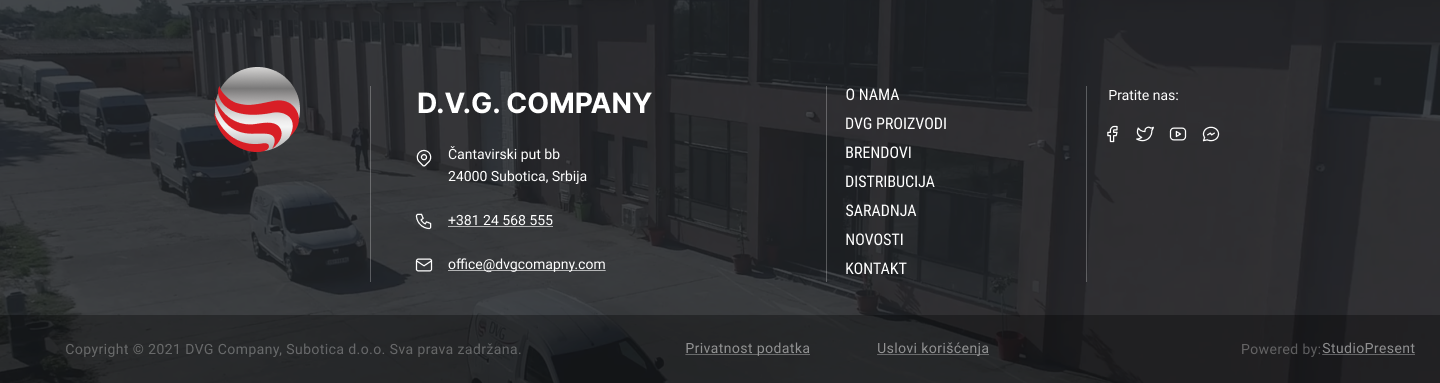 D.V.G. COMPANY
Čantavirski put bb
24000 Subotica, Srbija
+381 24 568 555
office@dvgcomapny.com
O NAMA
DVG PROIZVODI
BRENDOVI
DISTRIBUCIJA
SARADNJA
NOVOSTI
KONTAKT
Pratite nas:
Copyright © 2021 DVG Company, Subotica d.o.o. Sva prava zadržana.
Privatnost podatka
Uslovi korišćenja
Powered by:StudioPresent